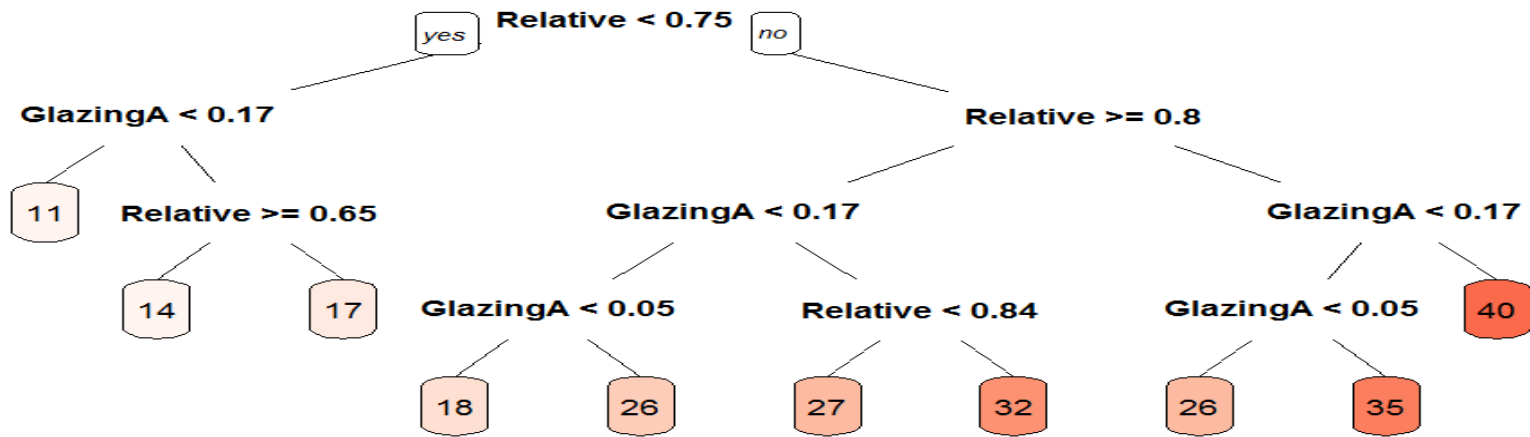 Relative < 0.75
yes
no
GlazingA < 0.17
Relative >= 0.8
11
Relative >= 0.65
GlazingA < 0.17
GlazingA < 0.17
14
17
GlazingA < 0.05
Relative < 0.84
GlazingA < 0.05
40
18
26
27
32
26
35